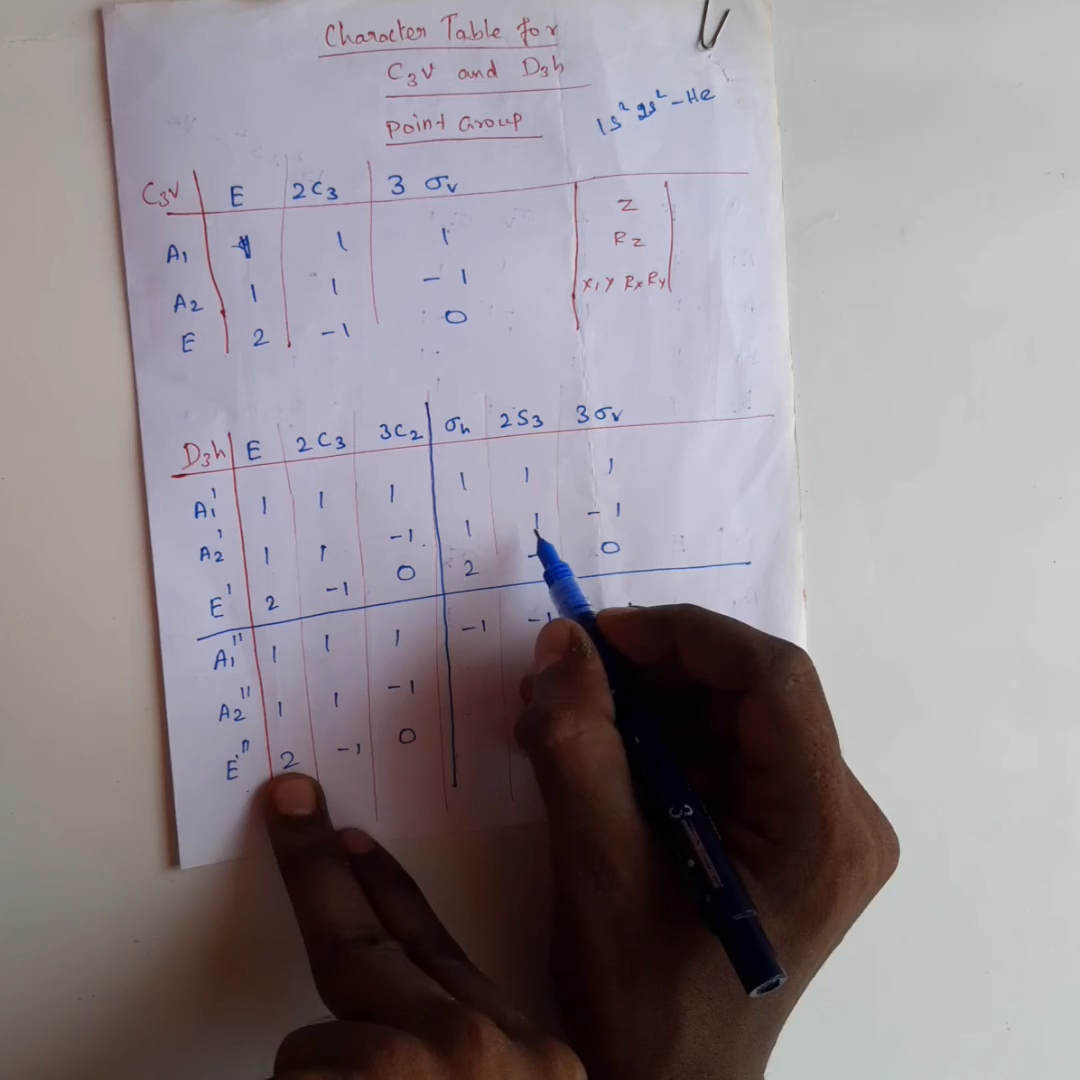 Character Table for
C3v and D3h
Point Group
1s² 2s² - He
C3v E 2C3 3σv
A1 1 1 1 Z
A2 1 1 -1 Rz
E 2 -1 0 x,y Rx Ry
D3h E 2C3 3C2 σh 2S3 3σv
A1' 1 1 1 1 1 1
A2' 1 1 -1 1 1 -1
E' 2 -1 0 2 0
A1'' 1 1 1 -1 -1
A2'' 1 1 -1
E'' 2 -1 0
3